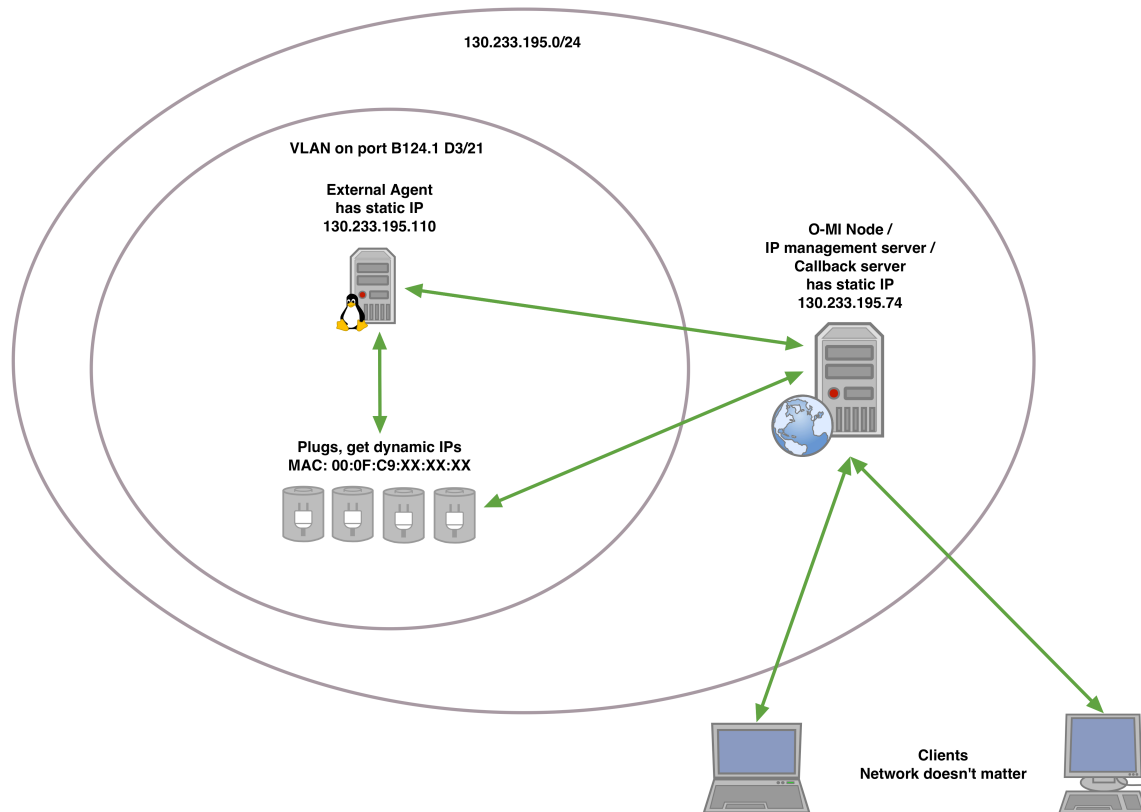 130.233.195.0/24
VLAN on port B124.1 D3/21
External Agent
has static IP
130.233.195.110
O-MI Node /
IP management server /
Callback server
has static IP
130.233.195.74
Plugs, get dynamic IPs
MAC: 00:0F:C9:XX:XX:XX
Clients
Network doesn't matter